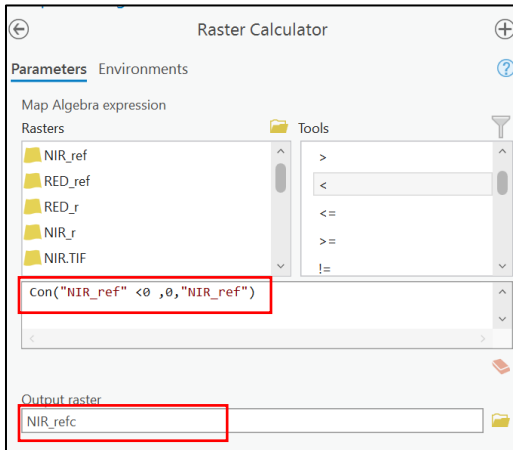 Raster Calculator
Parameters Environments
Map Algebra expression
Rasters Tools
NIR_ref
RED_ref
RED_r
NIR_r
NIR.TIF
>
<
<=
>=
!=
Con("NIR_ref" <0 ,0,"NIR_ref")
Output raster
NIR_refc